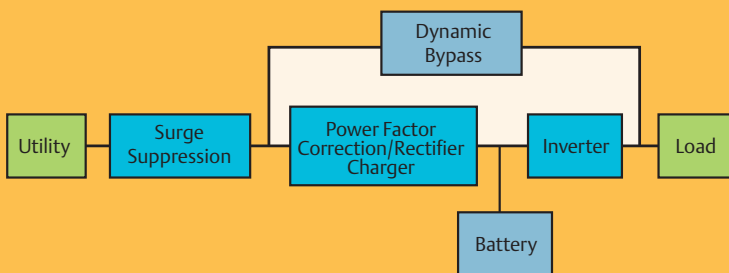 Dynamic
Bypass
Utility
Surge
Suppression
Power Factor
Correction/Rectifier
Charger
Inverter
Load
Battery